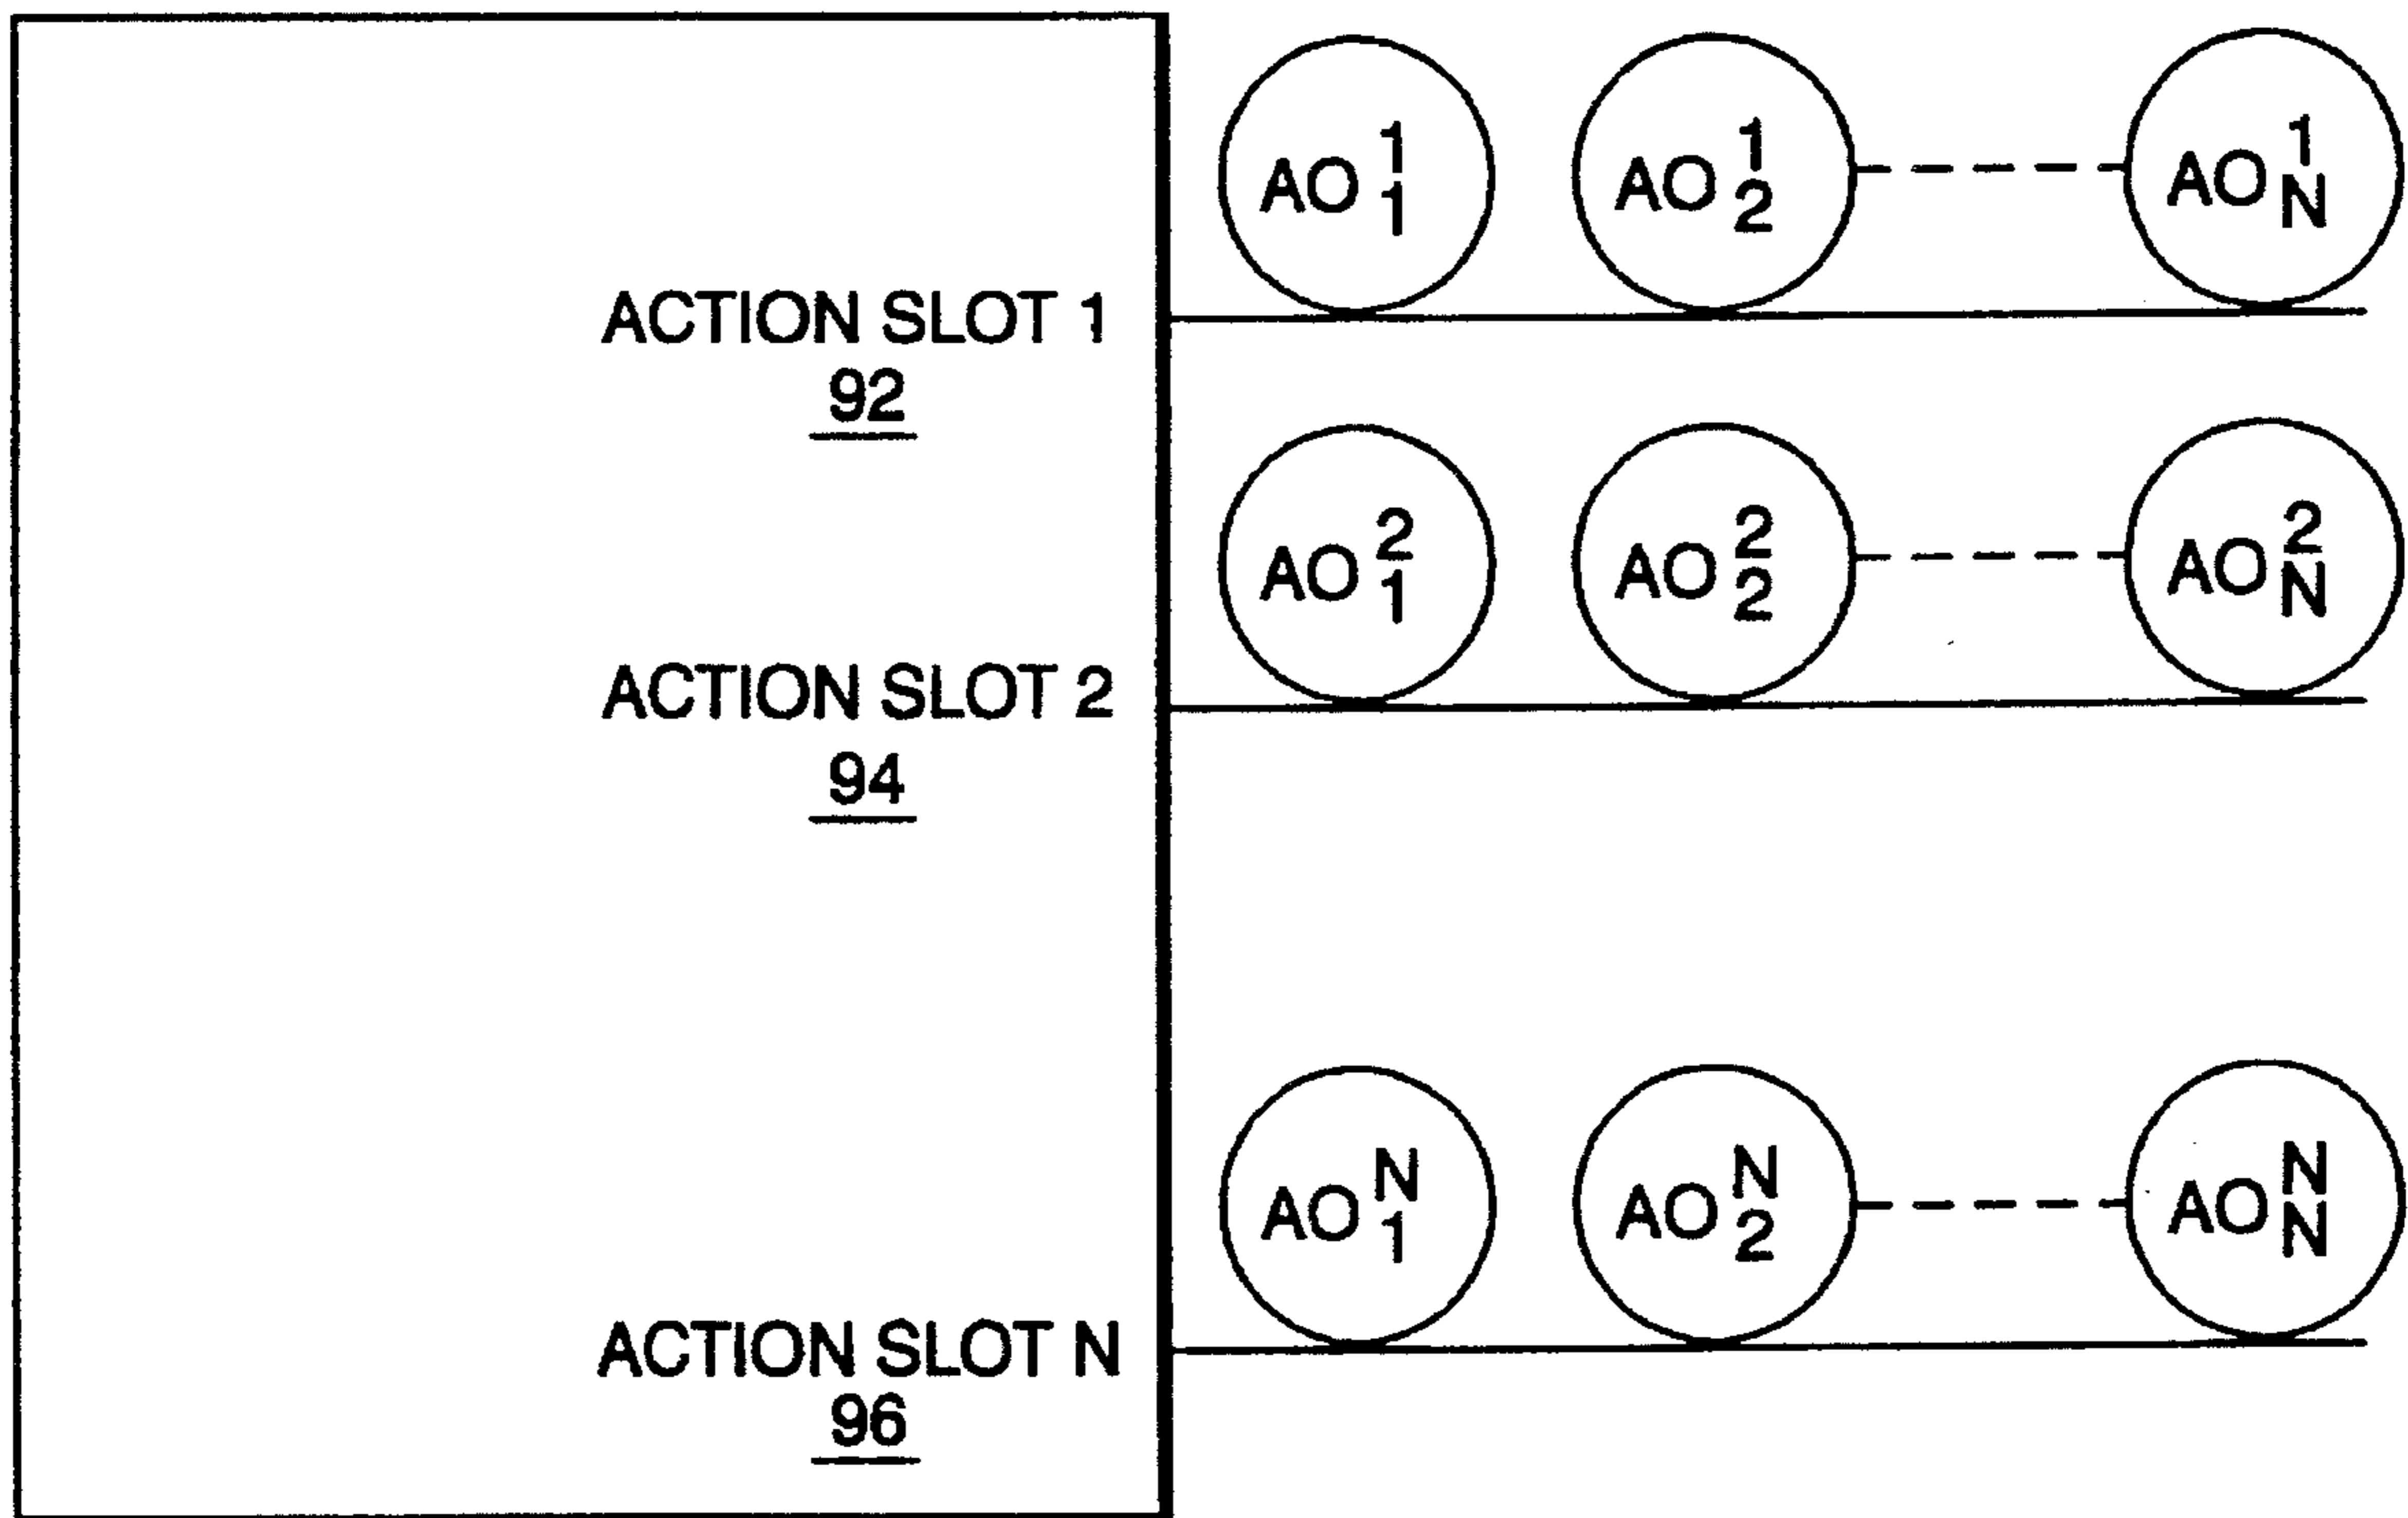 AO 1 1 AO 1 2 AO 1 N
ACTION SLOT 1
92
AO 2 1 AO 2 2 AO 2 N
ACTION SLOT 2
94
AO N 1 AO N 2 AO N N
ACTION SLOT N
96